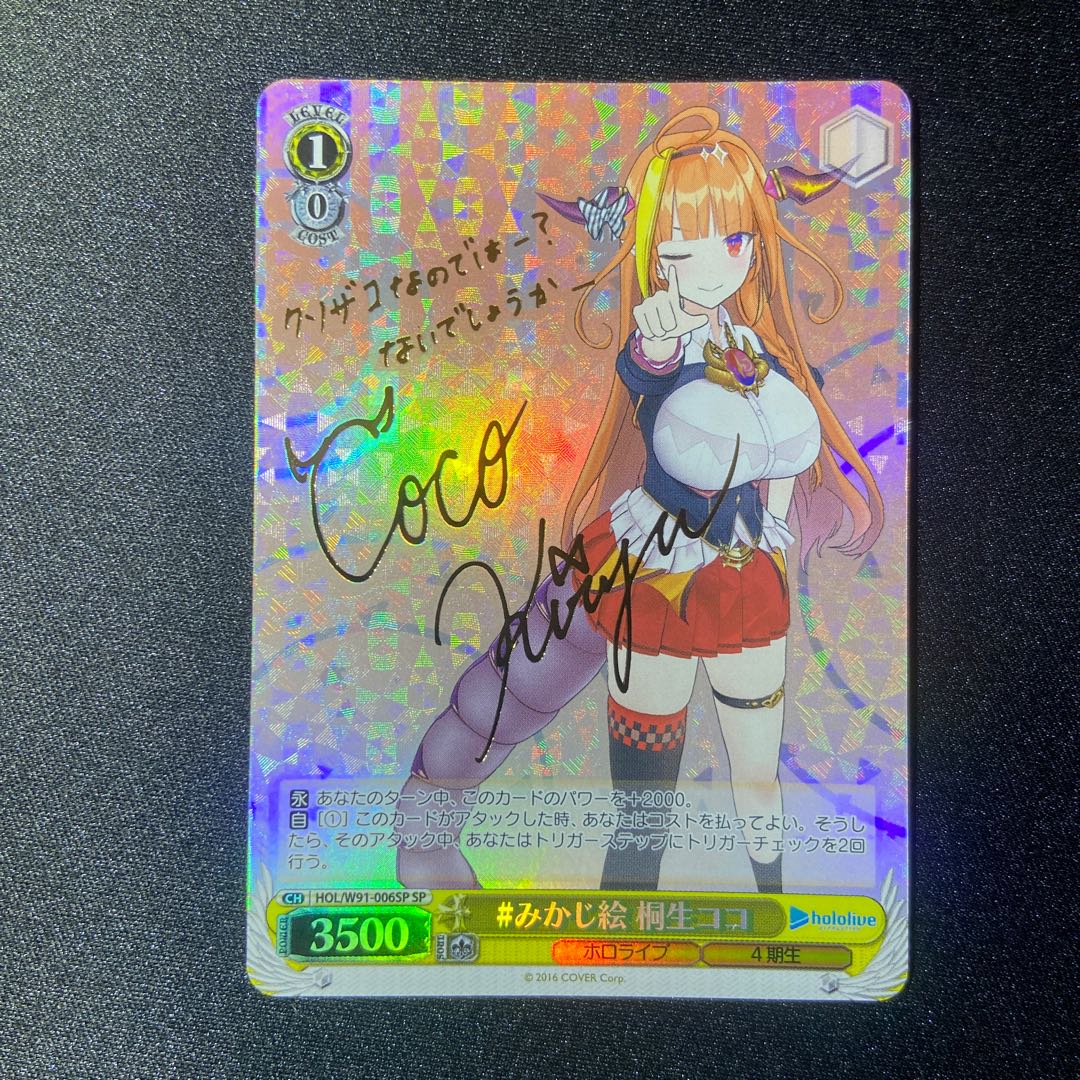 LEVEL
1
0
COST
クソザコなのではー?
ないでしょうかー
Coco
Kiryu
永 あなたのターン中、このカードのパワーを+2000。
自 [①] このカードがアタックした時、あなたはコストを払ってよい。そうし
たら、そのアタック中、あなたはトリガーステップにトリガーチェックを2回
行う。
CH HOL/W91-006SP SP
POWER 3500 SOUL #みかじ絵 桐生ココ hololive
ホロライブ 4期生
© 2016 COVER Corp.